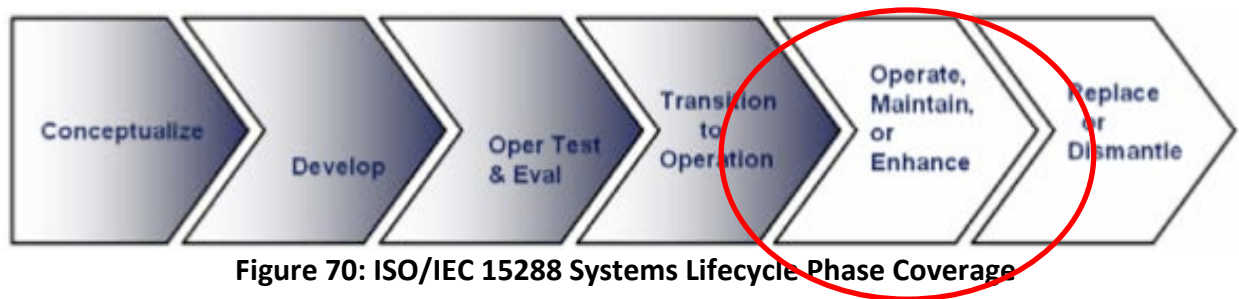 Conceptualize
Develop
Oper Test
& Eval
Transition
to
Operation
Operate,
Maintain,
or
Enhance
Replace
or
Dismantle
Figure 70: ISO/IEC 15288 Systems Lifecycle Phase Coverage